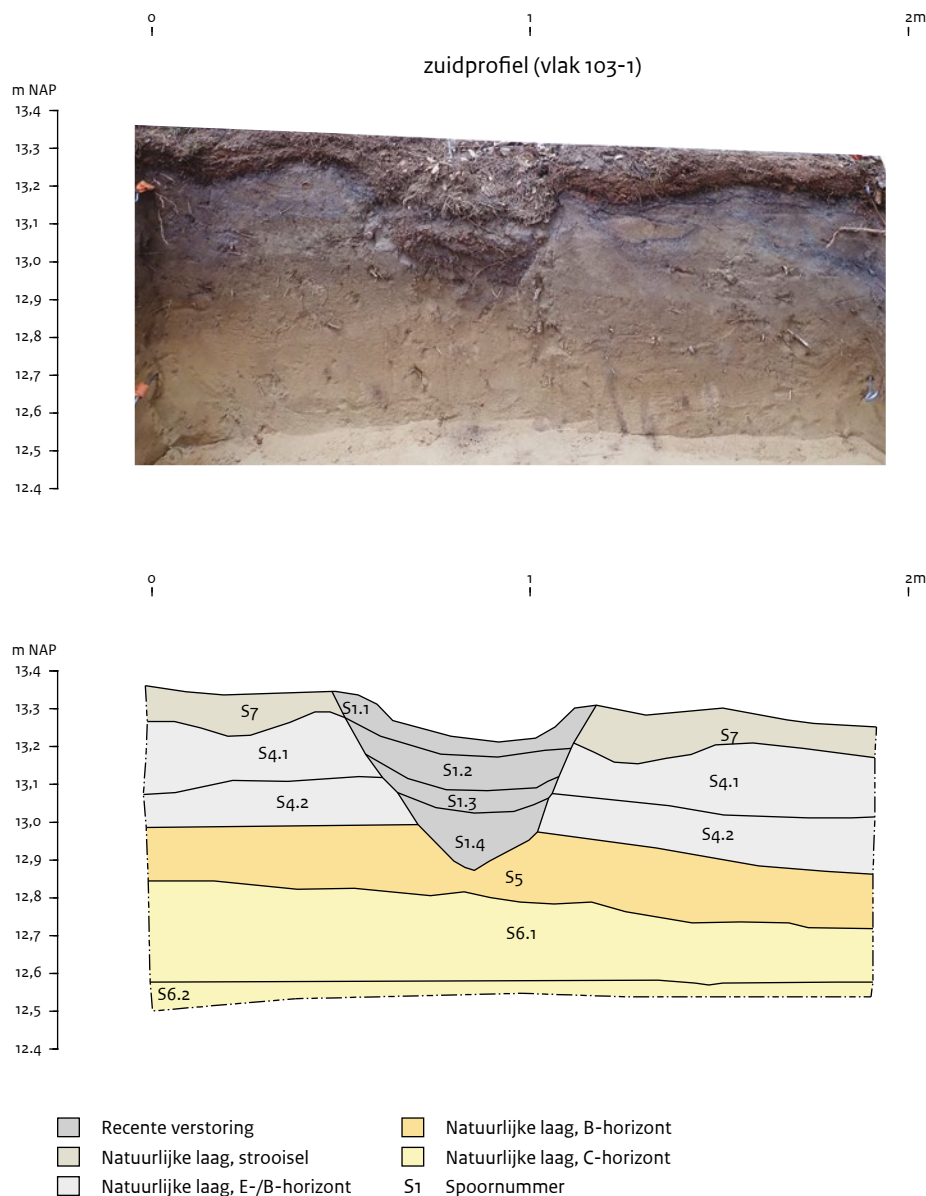 0 1 2m
zuidprofiel (vlak 103-1)
m NAP
13,4
13,3
13,2
13,1
13,0
12,9
12,8
12,7
12,6
12,5
12.4
0 1 2m
m NAP
13,4
13,3
13,2
13,1
13,0
12,9
12,8
12,7
12,6
12,5
12.4
S7
S1.1
S7
S4.1
S1.2
S4.1
S4.2
S1.3
S4.2
S1.4
S5
S6.1
S6.2
Recente verstoring
Natuurlijke laag, strooisel
Natuurlijke laag, E-/B-horizont
Natuurlijke laag, B-horizont
Natuurlijke laag, C-horizont
S1 Spoornummer